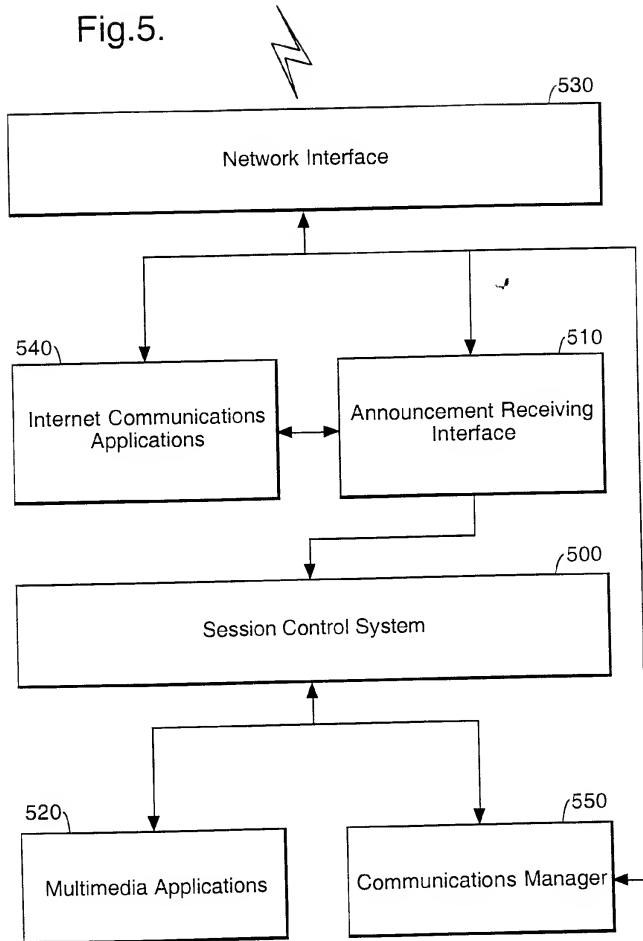 Fig.5.
530
Network Interface
540
510
Internet Communications
Applications
Announcement Receiving
Interface
500
Session Control System
520
550
Multimedia Applications
Communications Manager